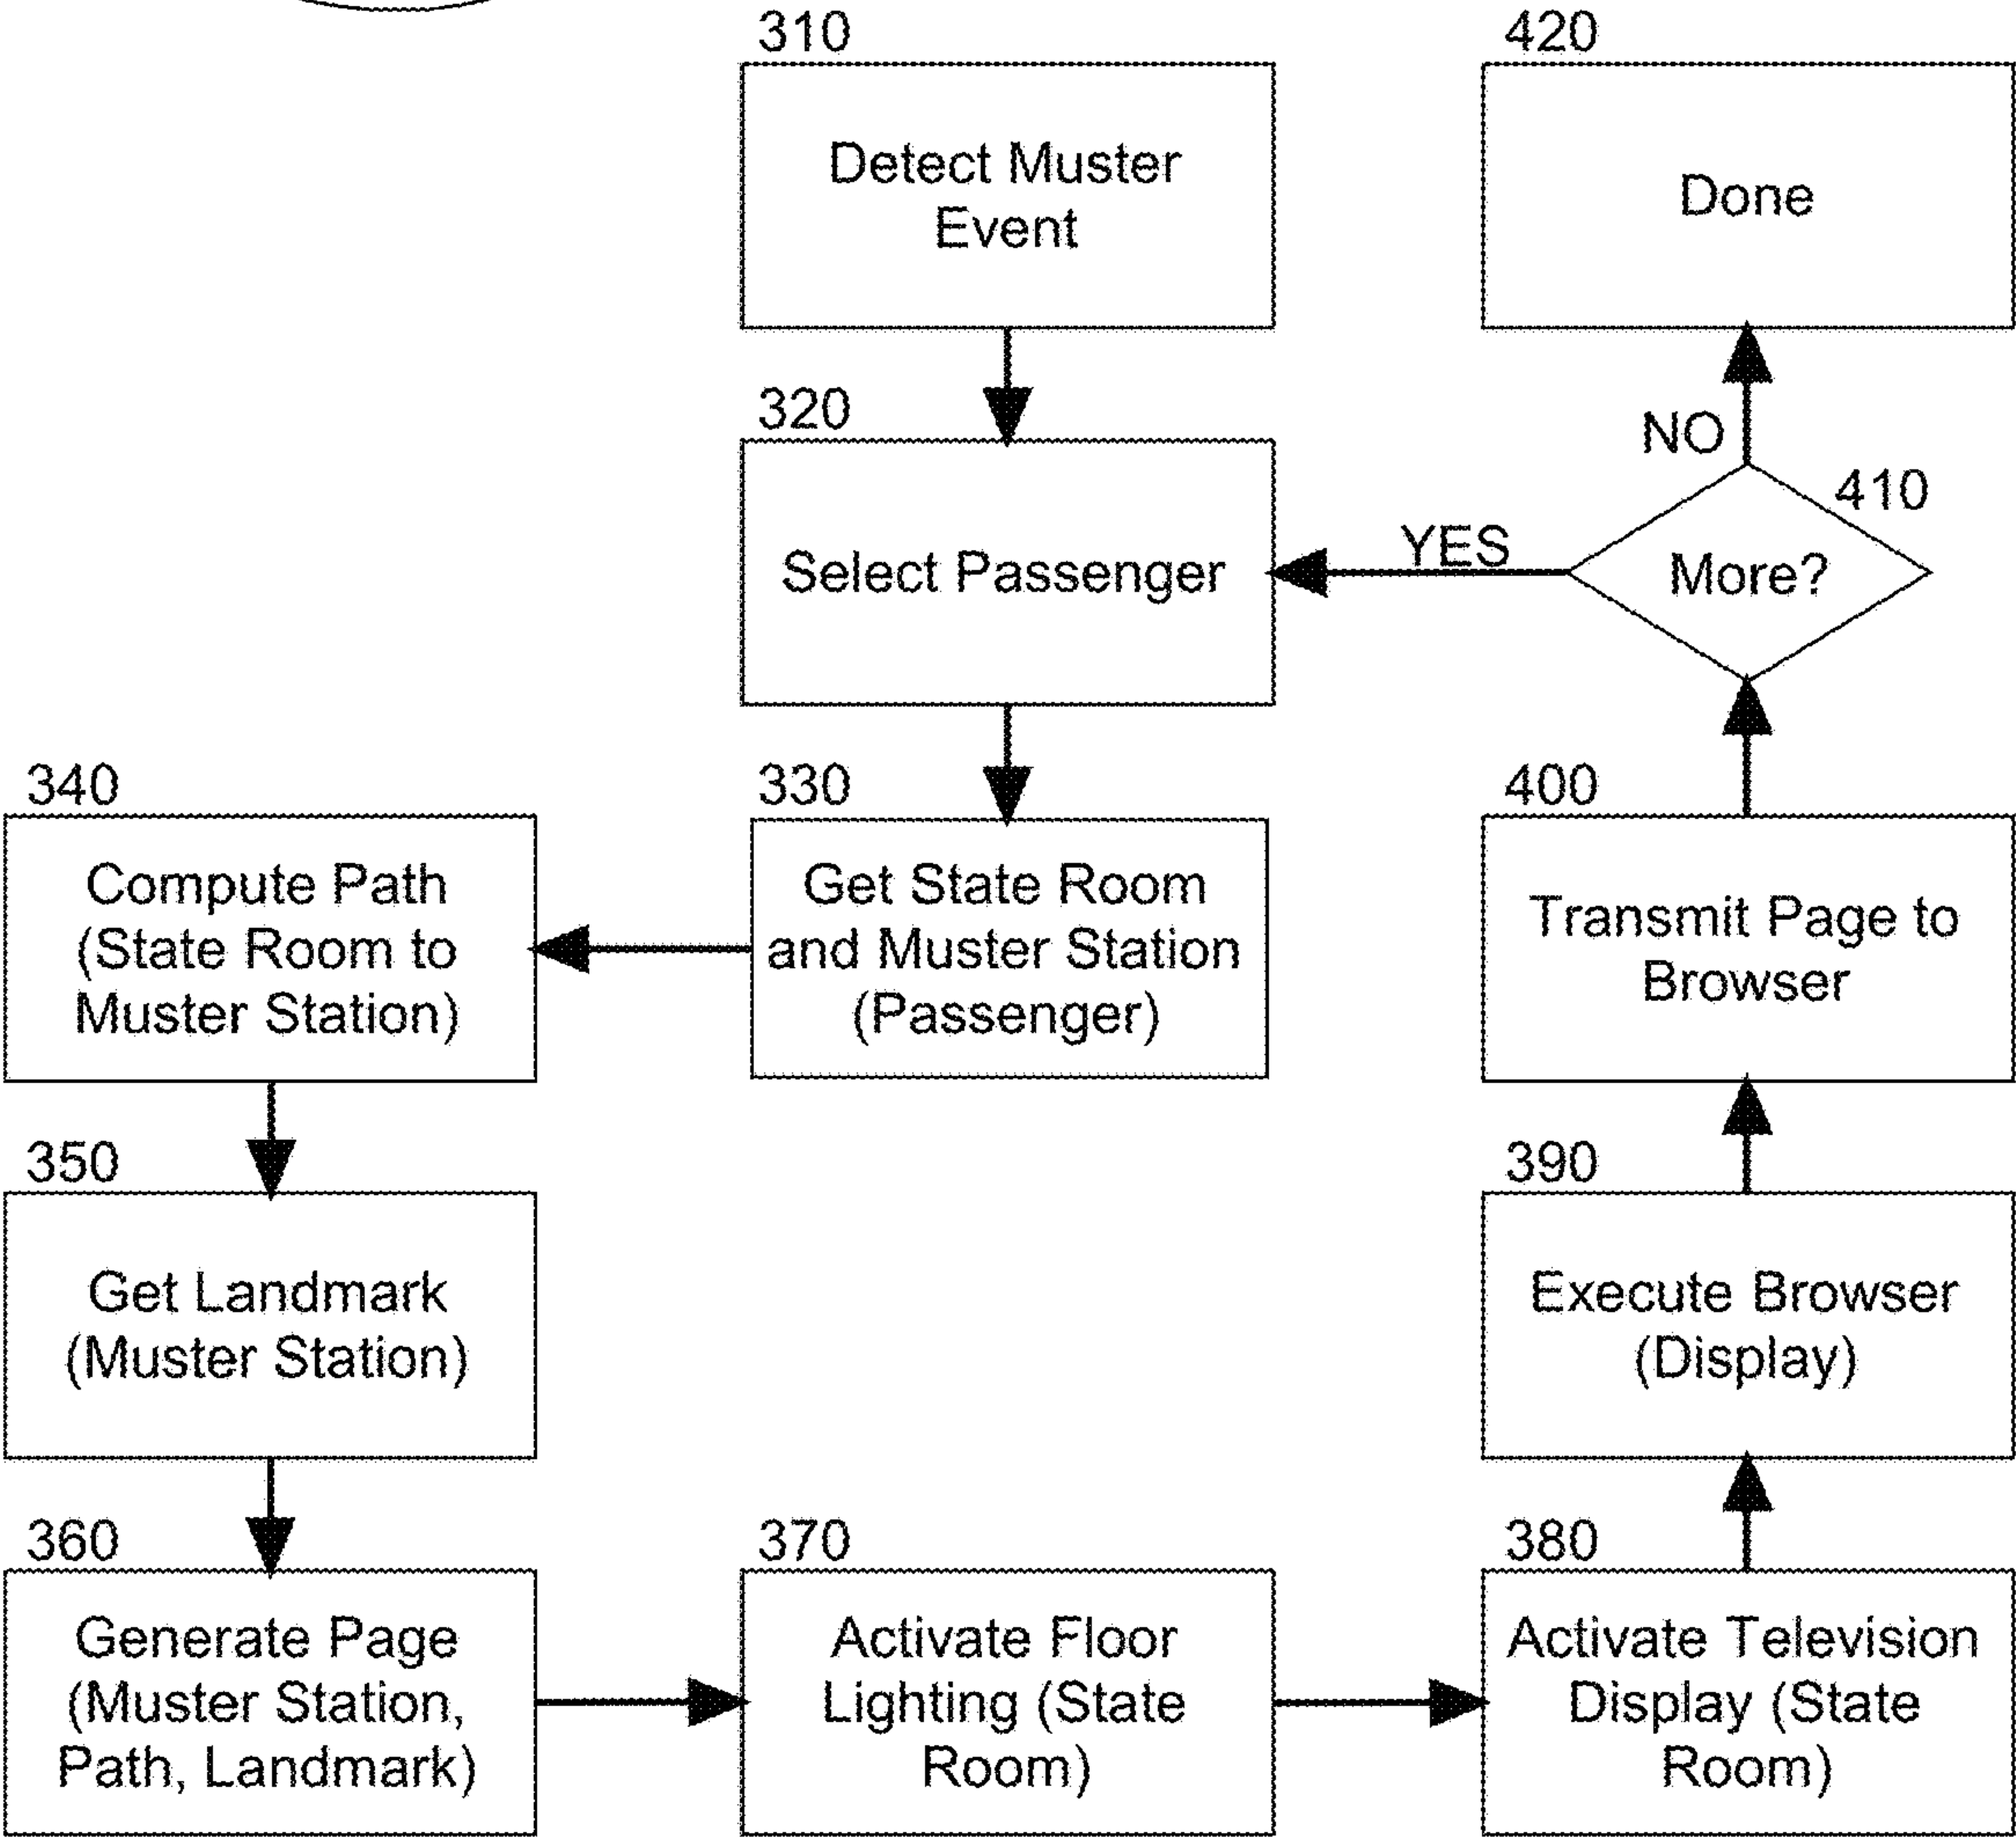 310
Detect Muster
Event
320
Select Passenger
330
Get State Room
and Muster Station
(Passenger)
340
Compute Path
(State Room to
Muster Station)
350
Get Landmark
(Muster Station)
360
Generate Page
(Muster Station,
Path, Landmark)
370
Activate Floor
Lighting (State
Room)
380
Activate Television
Display (State
Room)
390
Execute Browser
(Display)
400
Transmit Page to
Browser
410
More?
YES
NO
420
Done